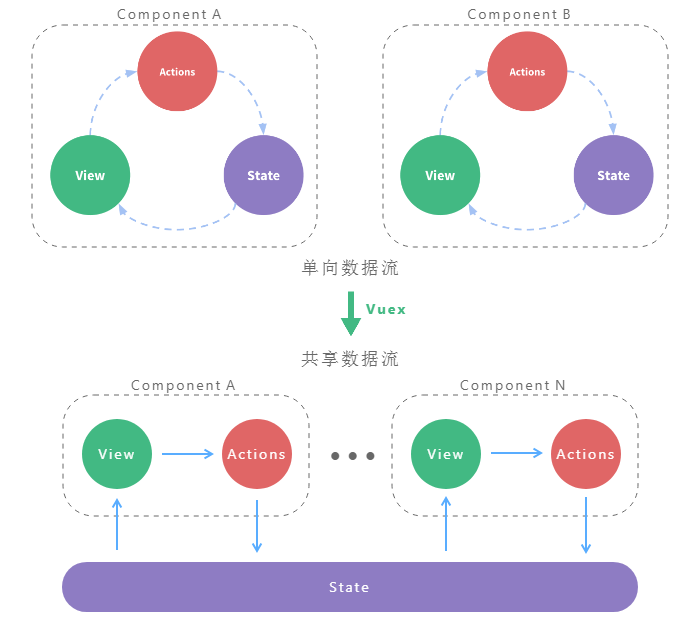 Component A
Component B
Actions
Actions
View
State
View
State
单向数据流
Vuex
共享数据流
Component A
Component N
View
Actions
View
Actions
State